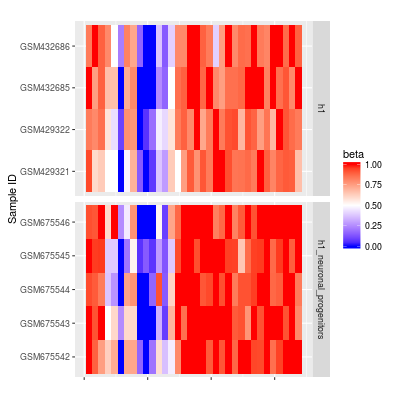 GSM432686
GSM432685
GSM429322
GSM429321
h1
Sample ID
GSM675546
GSM675545
GSM675544
GSM675543
GSM675542
h1_neuronal_progenitors
beta
1.00
0.75
0.50
0.25
0.00